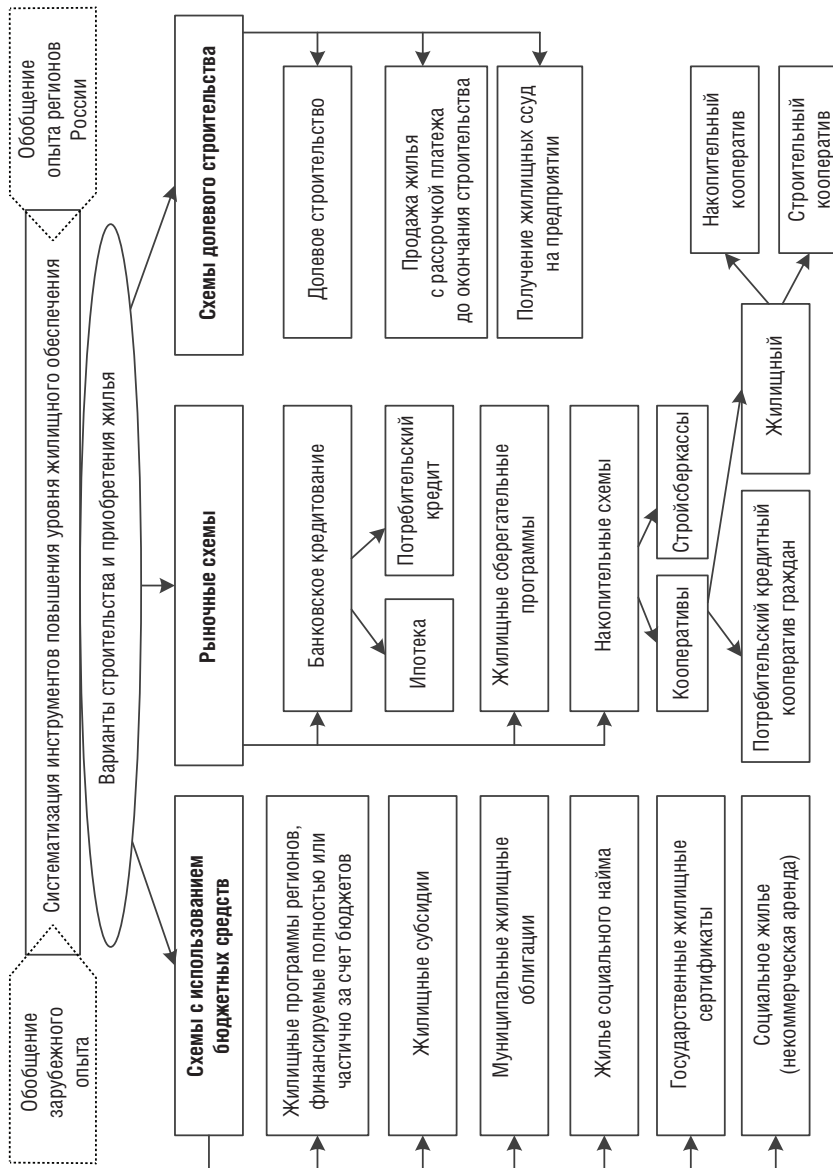 Обобщение
зарубежного
опыта
Систематизация инструментов повышения уровня жилищного обеспечения
Обобщение
опыта регионов
России
Варианты строительства и приобретения жилья
Схемы с использованием
бюджетных средств
Жилищные программы регионов,
финансируемые полностью или
частично за счет бюджетов
Жилищные субсидии
Муниципальные жилищные
облигации
Жилье социального найма
Государственные жилищные
сертификаты
Социальное жилье
(некоммерческая аренда)
Рыночные схемы
Банковское кредитование
Ипотека
Потребительский
кредит
Жилищные сберегательные
программы
Накопительные схемы
Кооперативы
Стройсберкассы
Потребительский кредитный
кооператив граждан
Жилищный
Накопительный
кооператив
Строительный
кооператив
Схемы долевого строительства
Долевое строительство
Продажа жилья
с рассрочкой платежа
до окончания строительства
Получение жилищных ссуд
на предприятии